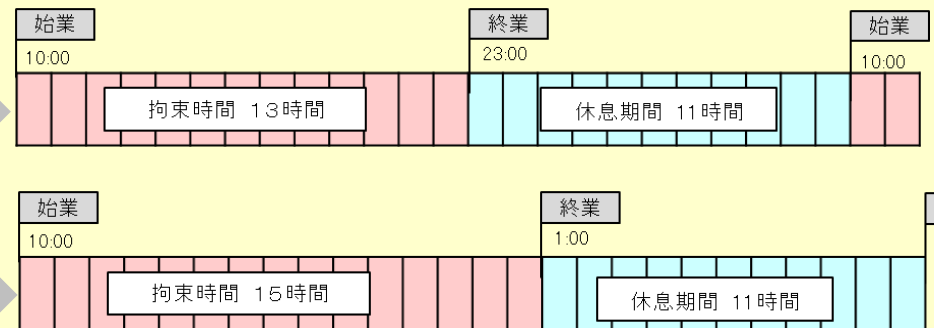 始業 終業 始業
10:00 23:00 10:00
拘束時間 13時間 休息期間 11時間
始業 終業
10:00 1:00
拘束時間 15時間 休息期間 11時間